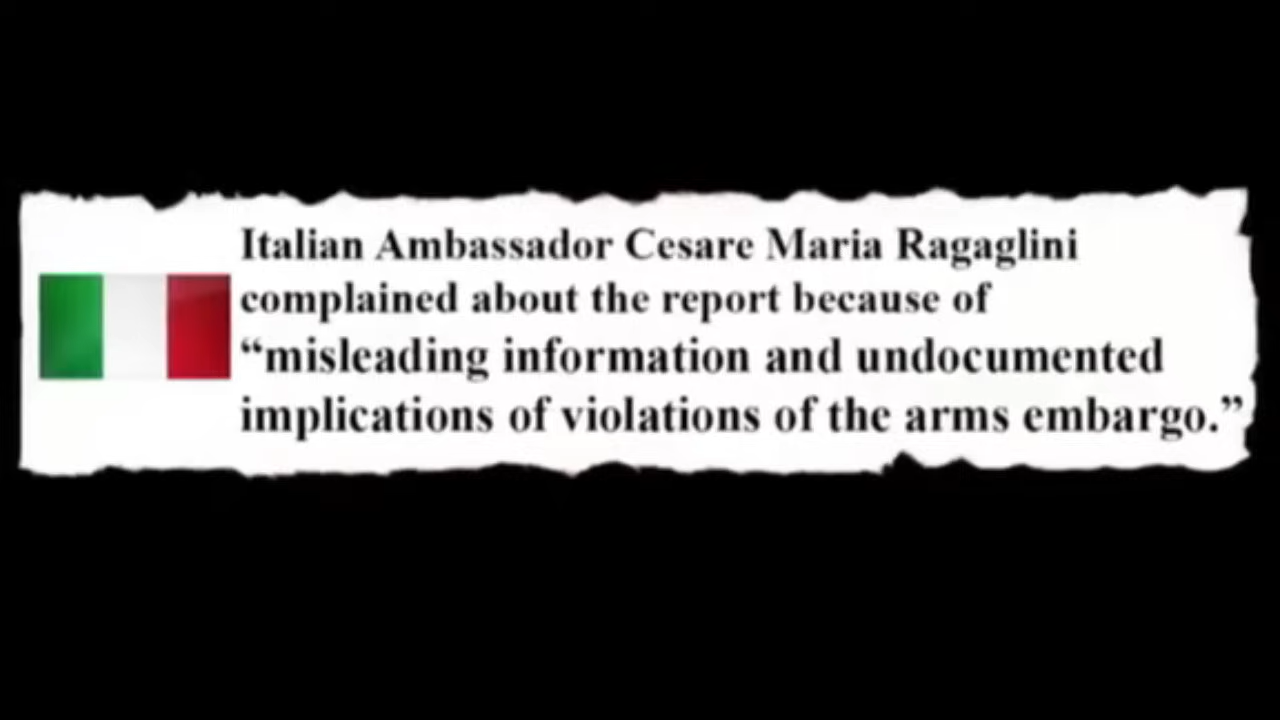 Italian Ambassador Cesare Maria Ragaglini
complained about the report because of
“misleading information and undocumented
implications of violations of the arms embargo.”